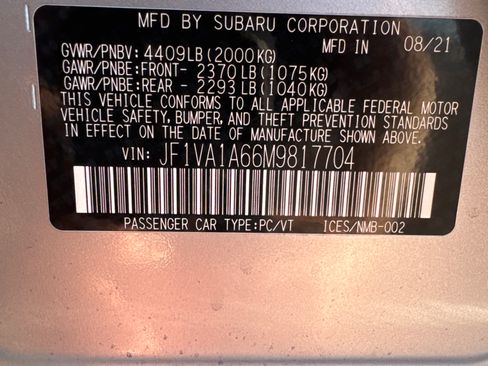 MFD BY SUBARU CORPORATION
MFD IN 08/21
GVWR/PNBV: 4409LB(2000KG)
GAWR/PNBE:FRONT- 2370LB(1075KG)
GAWR/PNBE:REAR - 2293LB(1040KG)
THIS VEHICLE CONFORMS TO ALL APPLICABLE FEDERAL MOTOR
VEHICLE SAFETY, BUMPER, AND THEFT PREVENTION STANDARDS
IN EFFECT ON THE DATE OF MANUFACTURE SHOWN ABOVE.
VIN: JF1VA1A66M9817704
PASSENGER CAR TYPE:PC/VT ICES/NMB-002